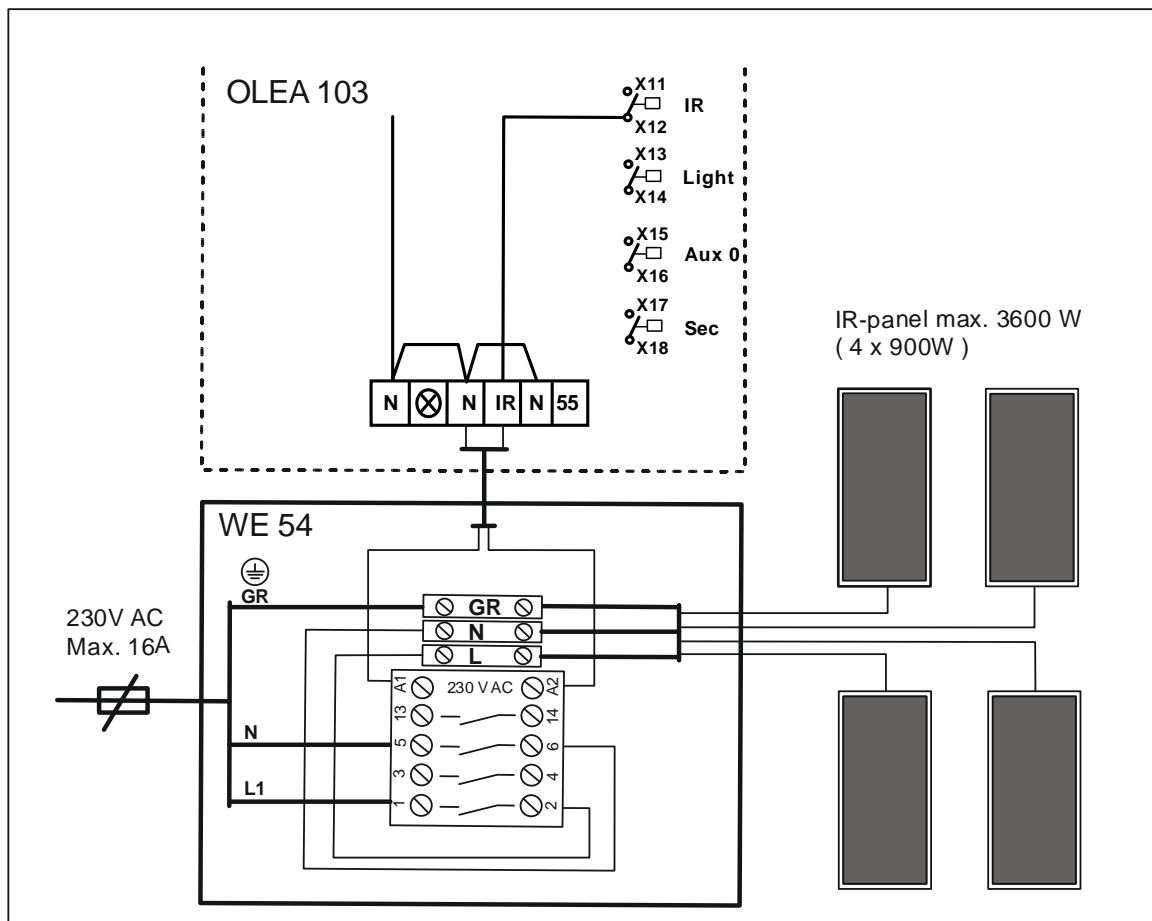 OLEA 103
X11
IR
X12
X13
Light
X14
X15
Aux 0
X16
X17
Sec
X18
N N IR N 55
IR-panel max. 3600 W
( 4 x 900W )
WE 54
GR
230V AC
Max. 16A
GR
N
L
A1 230 V AC A2
13 14
N
5 6
3 4
L1
1 2